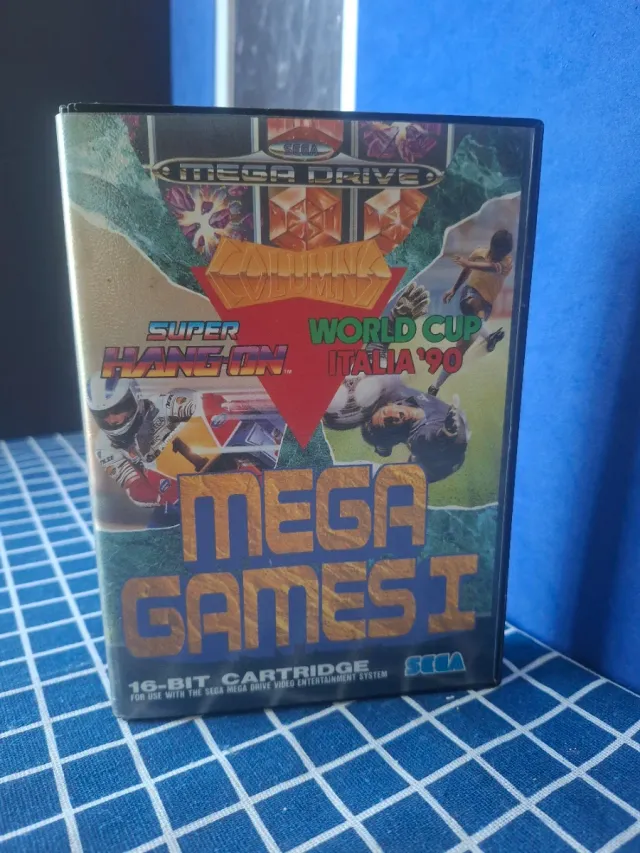 SEGA
MEGA DRIVE
COLUMNS
SUPER
HANG-ON™
WORLD CUP
ITALIA '90
MEGA
GAMES I
16-BIT CARTRIDGE
FOR USE WITH THE SEGA MEGA DRIVE VIDEO ENTERTAINMENT SYSTEM
SEGA